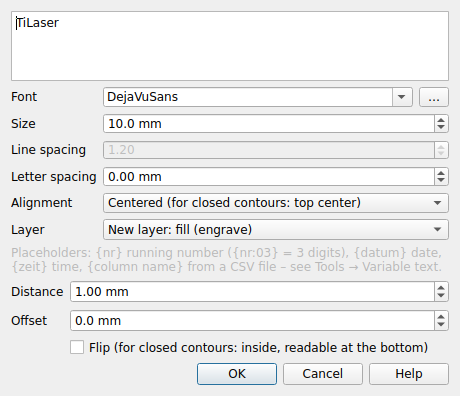 TiLaser
Font DejaVuSans ...
Size 10.0 mm
Line spacing 1.20
Letter spacing 0.00 mm
Alignment Centered (for closed contours: top center)
Layer New layer: fill (engrave)
Placeholders: {nr} running number ({nr:03} = 3 digits), {datum} date,
{zeit} time, {column name} from a CSV file – see Tools → Variable text.
Distance 1.00 mm
Offset 0.0 mm
Flip (for closed contours: inside, readable at the bottom)
OK Cancel Help